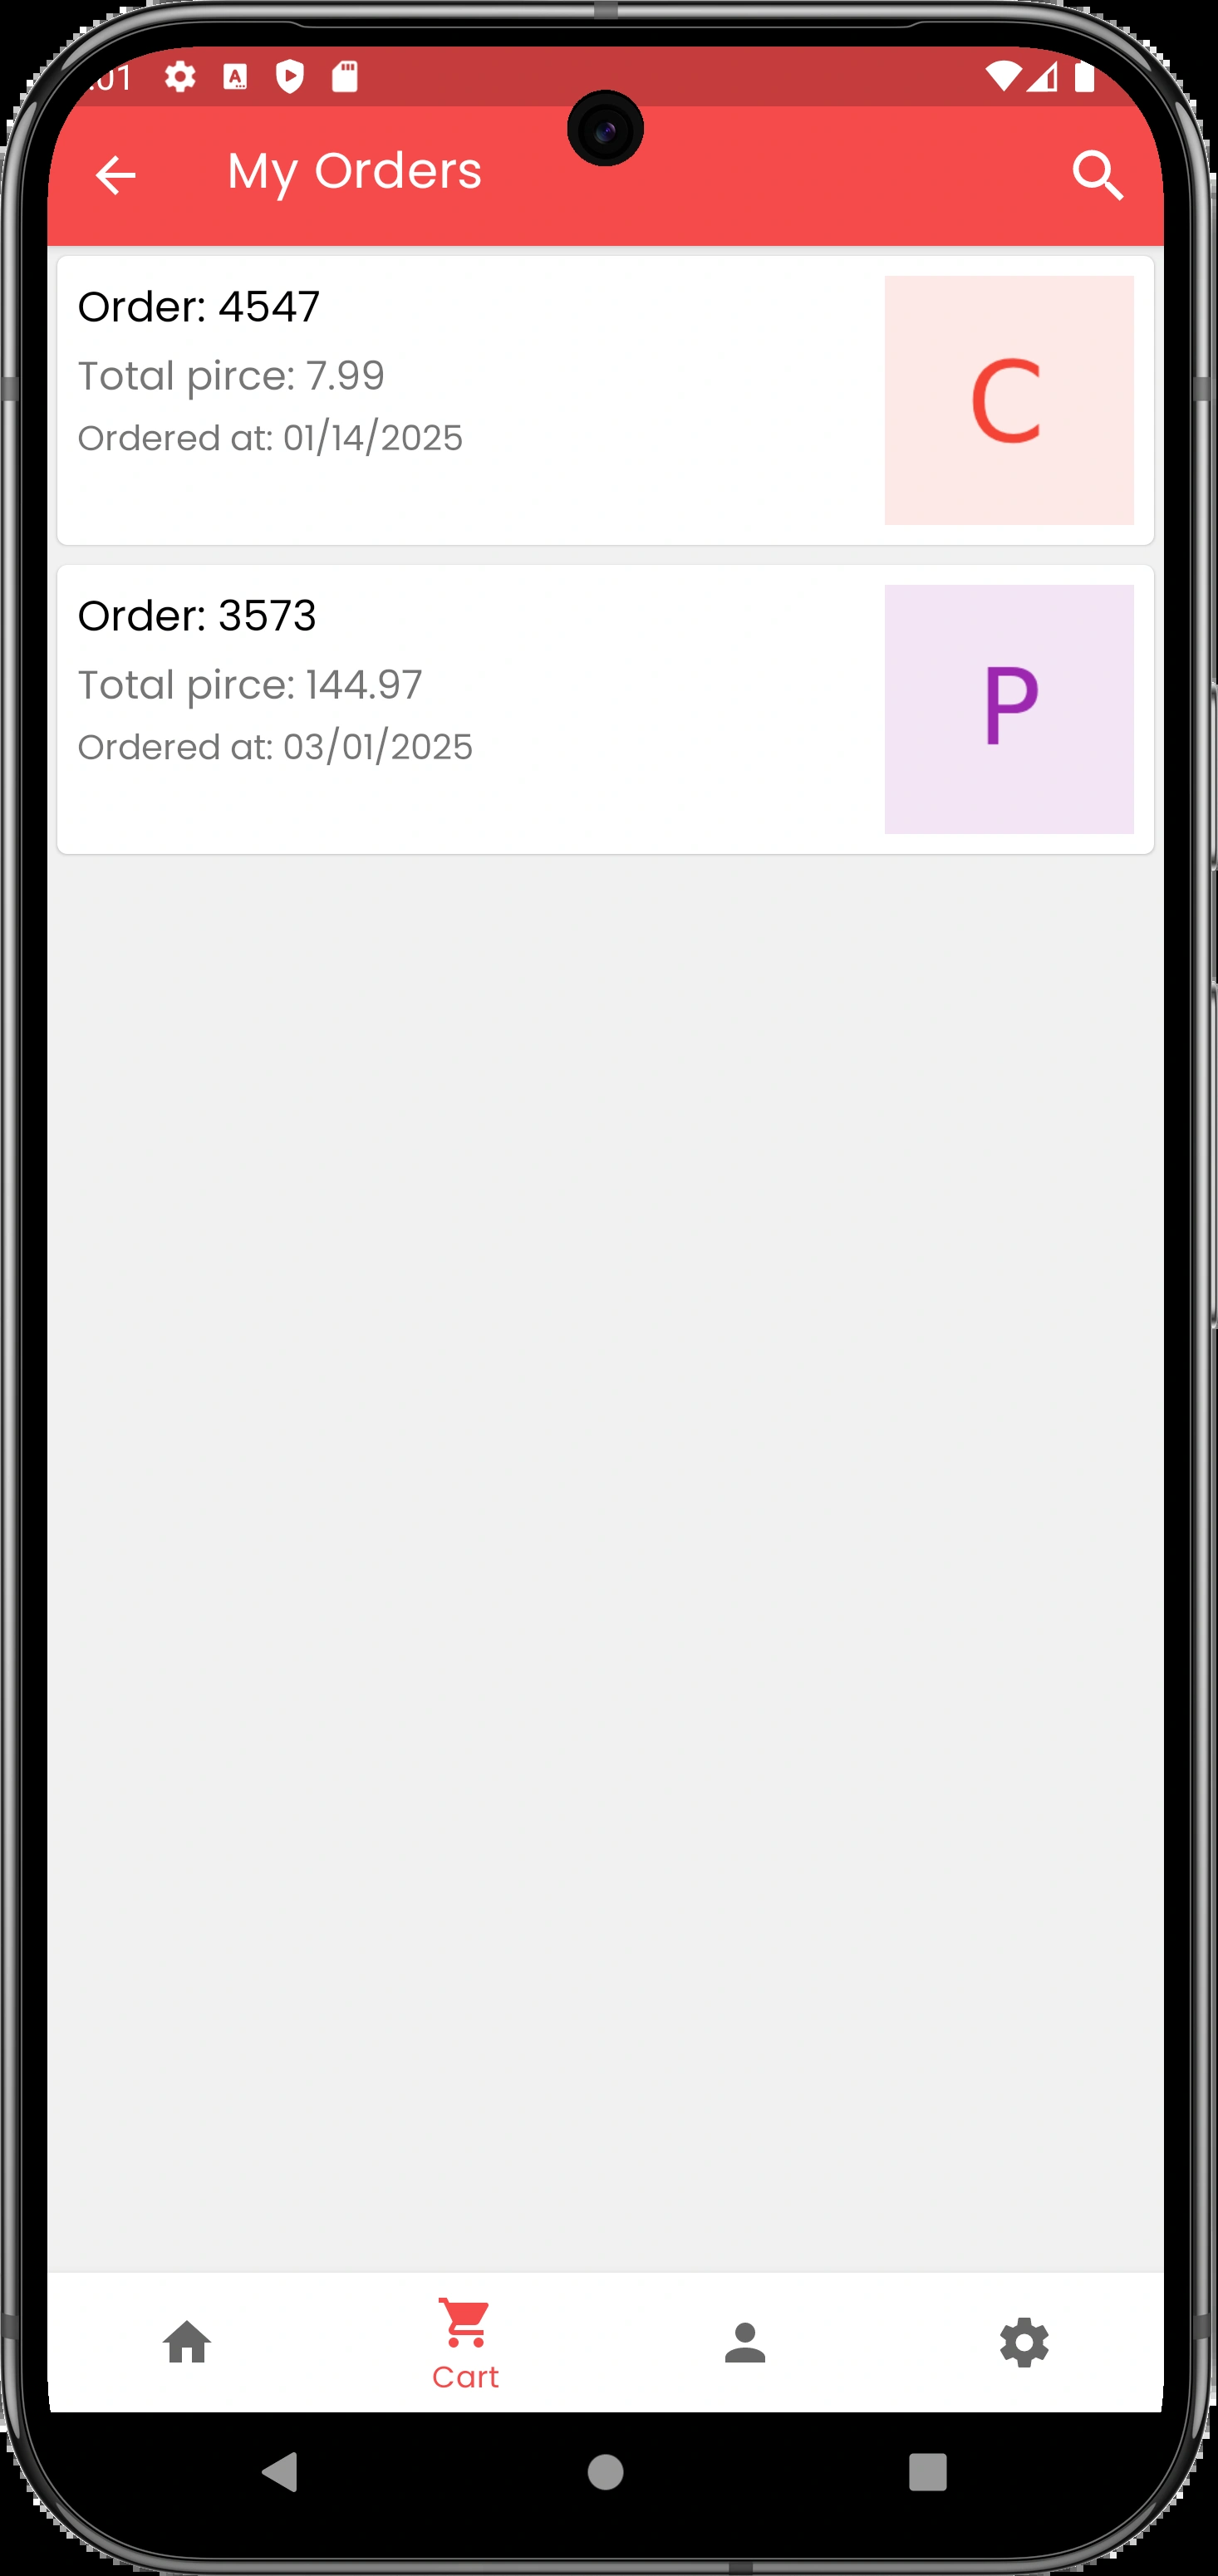 :01
My Orders
Order: 4547
Total pirce: 7.99
Ordered at: 01/14/2025
C
Order: 3573
Total pirce: 144.97
Ordered at: 03/01/2025
P
Cart